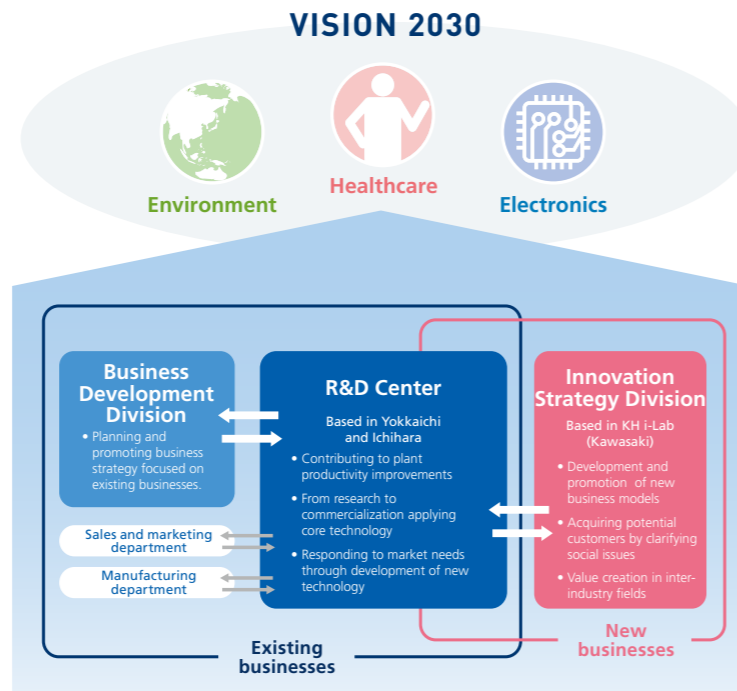 VISION 2030
Environment
Healthcare
Electronics
Business
Development
Division
• Planning and
promoting business
strategy focused on
existing businesses.
Sales and marketing
department
Manufacturing
department
R&D Center
Based in Yokkaichi
and Ichihara
• Contributing to plant
productivity improvements
• From research to
commercialization applying
core technology
• Responding to market needs
through development of new
technology
Innovation
Strategy Division
Based in KH i-Lab
(Kawasaki)
• Development and
promotion of new
business models
• Acquiring potential
customers by clarifying
social issues
• Value creation in inter-
industry fields
Existing
businesses
New
businesses